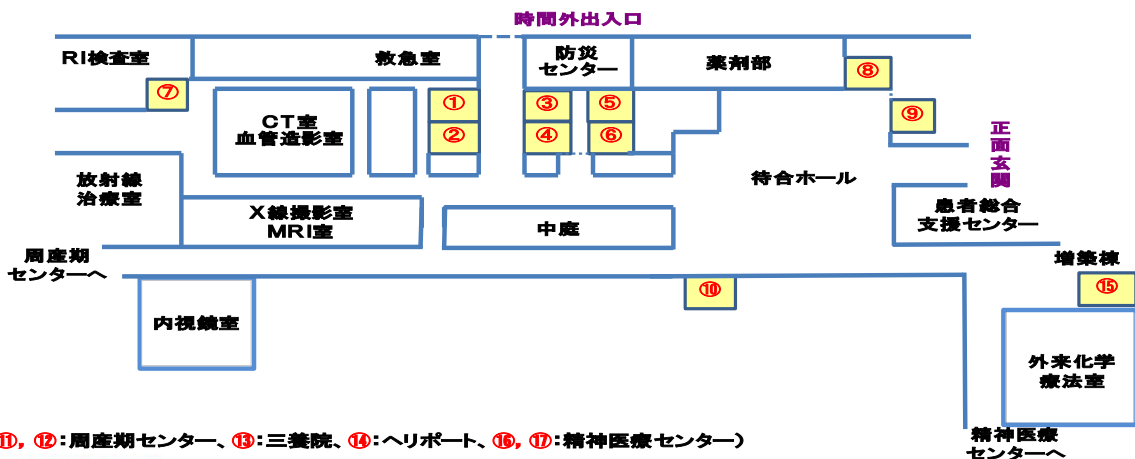 時間外出入口
RI検査室
救急室
防災
センター
薬剤部
⑧
⑦
①
③
⑤
⑨
CT室
血管造影室
②
④
⑥
正面玄関
放射線
治療室
待合ホール
X線撮影室
MRI室
中庭
患者総合
支援センター
周産期
センターへ
増築棟
⑩
⑮
内視鏡室
外来化学
療法室
⑪, ⑫:周産期センター、⑬:三養院、⑭:ヘリポート、⑯, ⑰:精神医療センター)
精神医療
センターへ